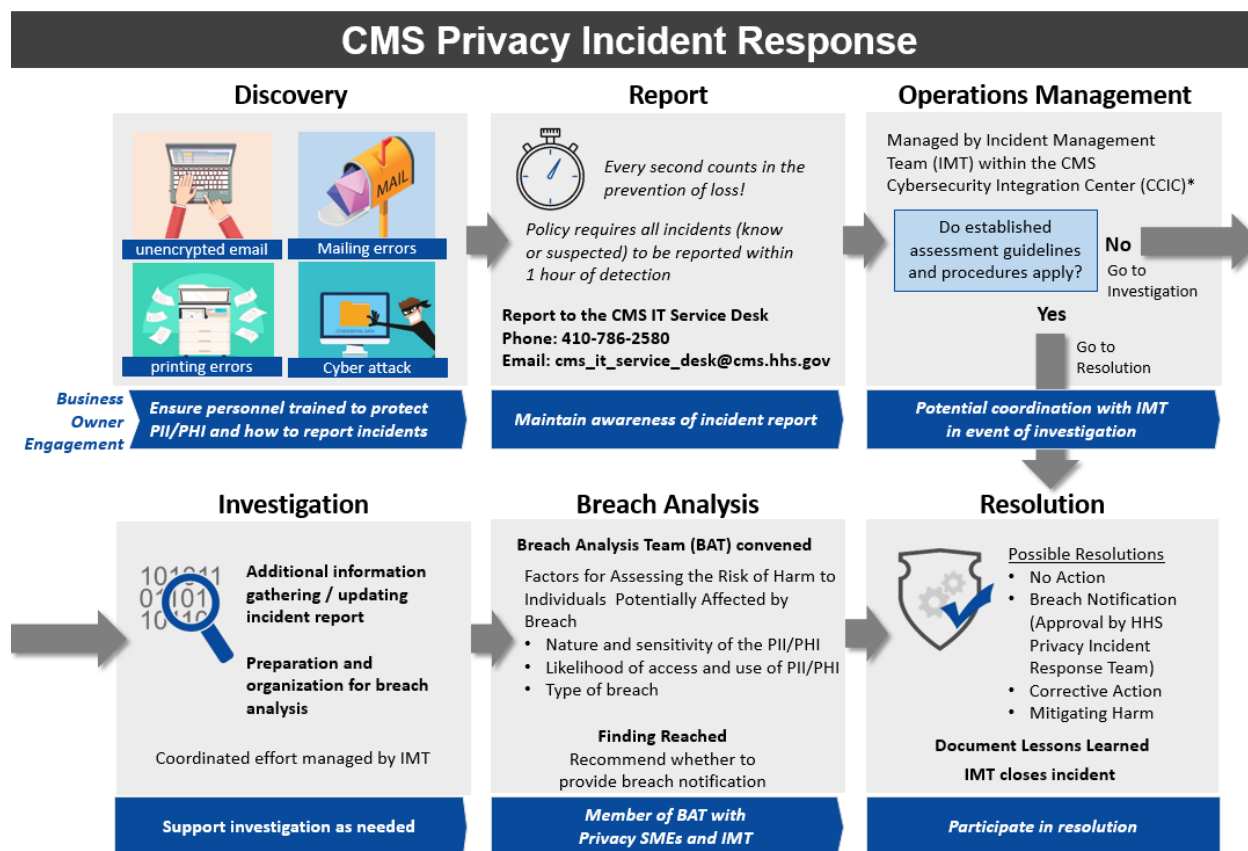 CMS Privacy Incident Response
Discovery
unencrypted email
MAIL
Mailing errors
printing errors
CONFIDENTIAL DATA
Cyber attack
Business
Owner
Engagement
Ensure personnel trained to protect
PII/PHI and how to report incidents
Report
Every second counts in the
prevention of loss!
Policy requires all incidents (know
or suspected) to be reported within
1 hour of detection
Report to the CMS IT Service Desk
Phone: 410-786-2580
Email: cms_it_service_desk@cms.hhs.gov
Maintain awareness of incident report
Operations Management
Managed by Incident Management
Team (IMT) within the CMS
Cybersecurity Integration Center (CCIC)*
Do established
assessment guidelines
and procedures apply?
No
Go to
Investigation
Yes
Go to
Resolution
Potential coordination with IMT
in event of investigation
Investigation
101011
01101
10110
Additional information
gathering / updating
incident report
Preparation and
organization for breach
analysis
Coordinated effort managed by IMT
Support investigation as needed
Breach Analysis
Breach Analysis Team (BAT) convened
Factors for Assessing the Risk of Harm to
Individuals Potentially Affected by
Breach
• Nature and sensitivity of the PII/PHI
• Likelihood of access and use of PII/PHI
• Type of breach
Finding Reached
Recommend whether to
provide breach notification
Member of BAT with
Privacy SMEs and IMT
Resolution
Possible Resolutions
• No Action
• Breach Notification
(Approval by HHS
Privacy Incident
Response Team)
• Corrective Action
• Mitigating Harm
Document Lessons Learned
IMT closes incident
Participate in resolution